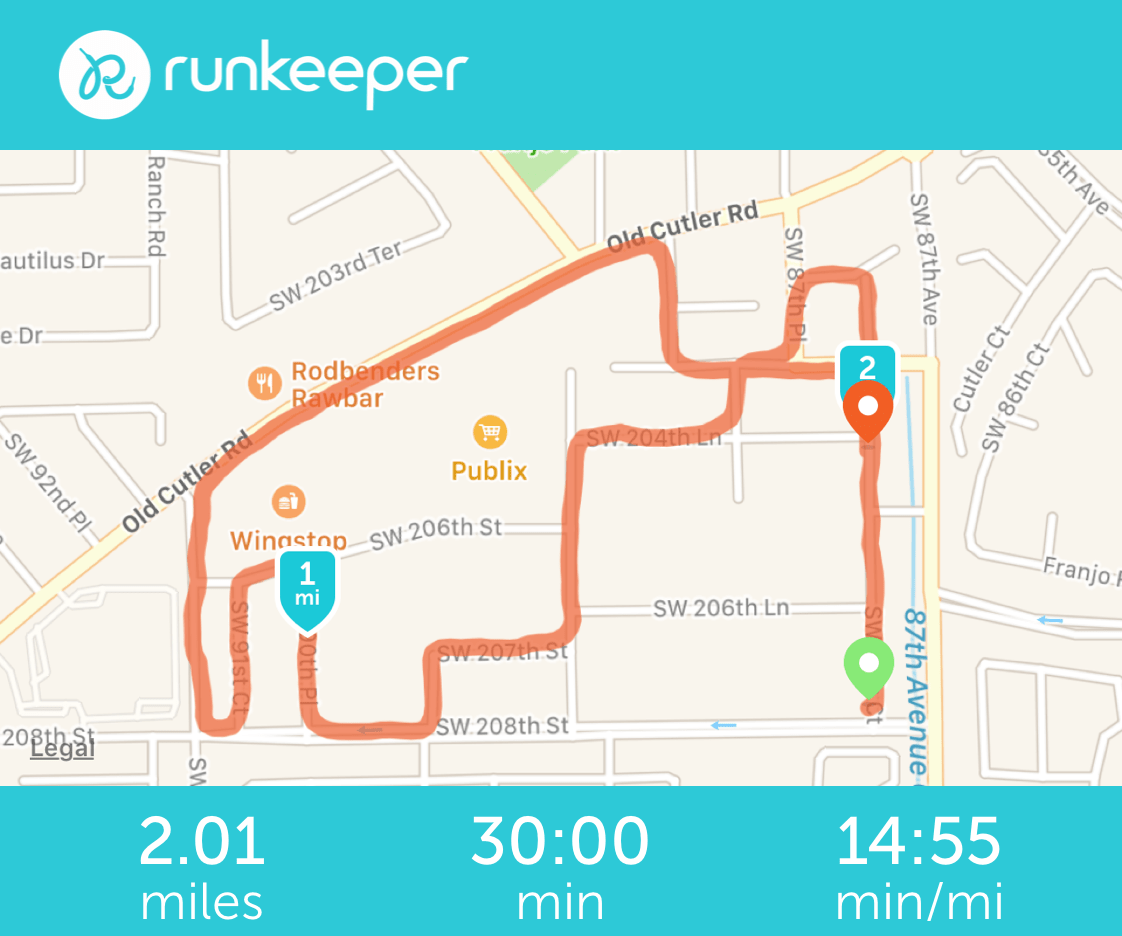 runkeeper
Ranch Rd
55th Ave
Old Cutler Rd
SW 87th Ave
SW 87th Pl
autilus Dr
SW 203rd Ter
e Dr
Cutler Ct
SW 86th Ct
Rodbenders
Rawbar
2
SW 204th Ln
Publix
SW 92nd Pl
Old Cutler Rd
SW 206th St
Wingstop
1
mi
Franjo
SW 206th Ln
SW
SW 91st Ct
90th Pl
87th Avenue
SW 207th St
Ct
SW 208th St
208th St
Legal
SW
2.01
30:00
14:55
miles
min
min/mi